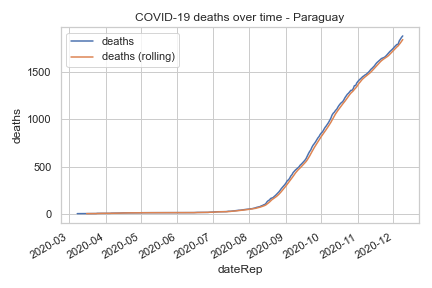 COVID-19 deaths over time - Paraguay
deaths
deaths (rolling)
1500
1000
500
0
deaths
2020-03
2020-04
2020-05
2020-06
2020-07
2020-08
2020-09
2020-10
2020-11
2020-12
dateRep